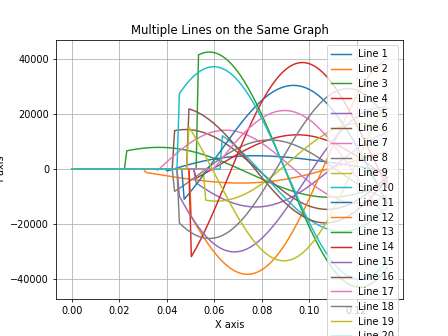 Multiple Lines on the Same Graph
40000
20000
0
−20000
−40000
0.00
0.02
0.04
0.06
0.08
0.10
X axis
Line 1
Line 2
Line 3
Line 4
Line 5
Line 6
Line 7
Line 8
Line 9
Line 10
Line 11
Line 12
Line 13
Line 14
Line 15
Line 16
Line 17
Line 18
Line 19
Line 20